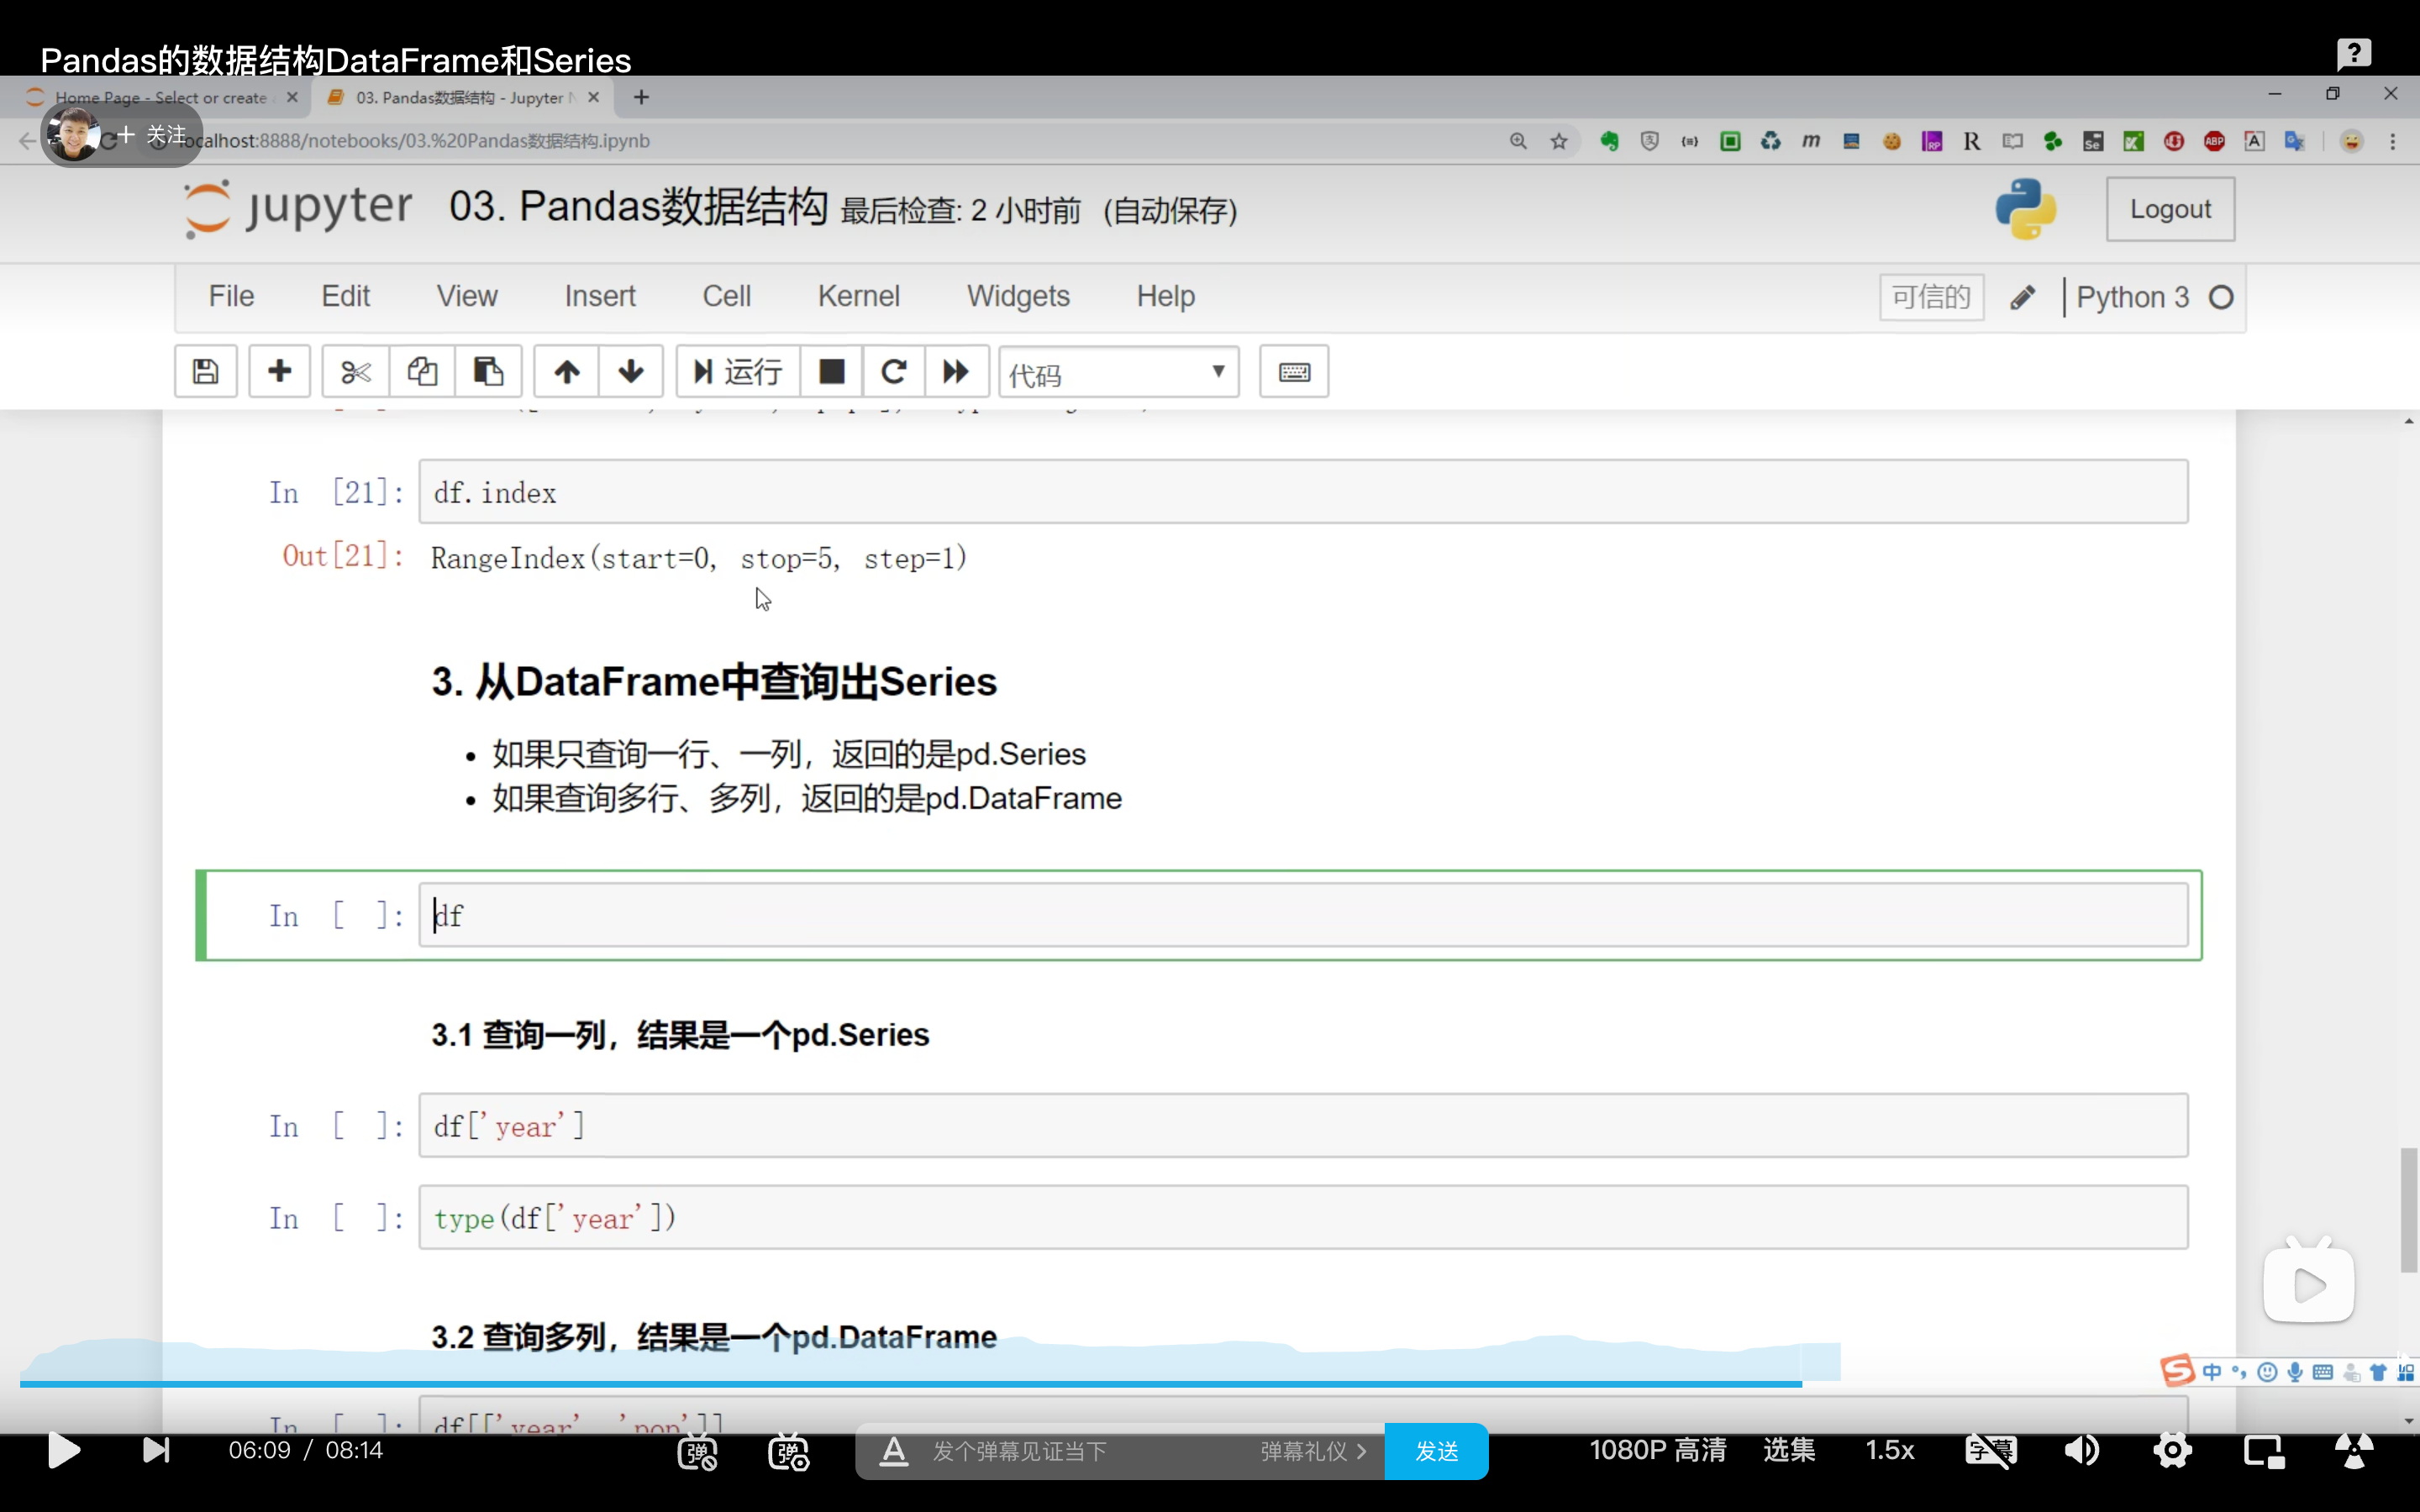 Pandas的数据结构DataFrame和Series
Home Page - Select or create
03. Pandas数据结构 - Jupyter N
关注
ocalhost:8888/notebooks/03.%20Pandas数据结构.ipynb
jupyter 03. Pandas数据结构 最后检查: 2 小时前 (自动保存)
Logout
File Edit View Insert Cell Kernel Widgets Help
可信的 Python 3
运行 代码
In [21]: df.index
Out[21]: RangeIndex(start=0, stop=5, step=1)
3. 从DataFrame中查询出Series
• 如果只查询一行、一列，返回的是pd.Series
• 如果查询多行、多列，返回的是pd.DataFrame
In [ ]: df
3.1 查询一列，结果是一个pd.Series
In [ ]: df['year']
In [ ]: type(df['year'])
3.2 查询多列，结果是一个pd.DataFrame
In [ ]: df[['year', 'pop']]
中
06:09 / 08:14
弹 弹
发个弹幕见证当下 弹幕礼仪 > 发送
1080P 高清 选集 1.5x 字幕